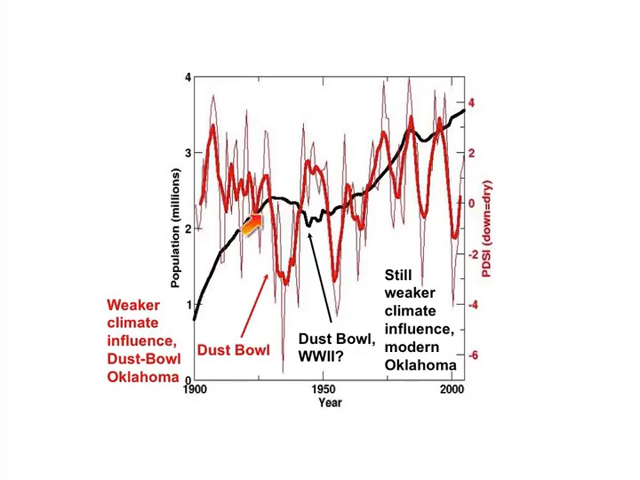 4
3
2
1
0
Population (millions)
4
2
0
-2
-4
-6
PDSI (down=dry)
Weaker
climate
influence,
Dust-Bowl
Oklahoma
Dust Bowl
Dust Bowl,
WWII?
Still
weaker
climate
influence,
modern
Oklahoma
1900
1950
2000
Year